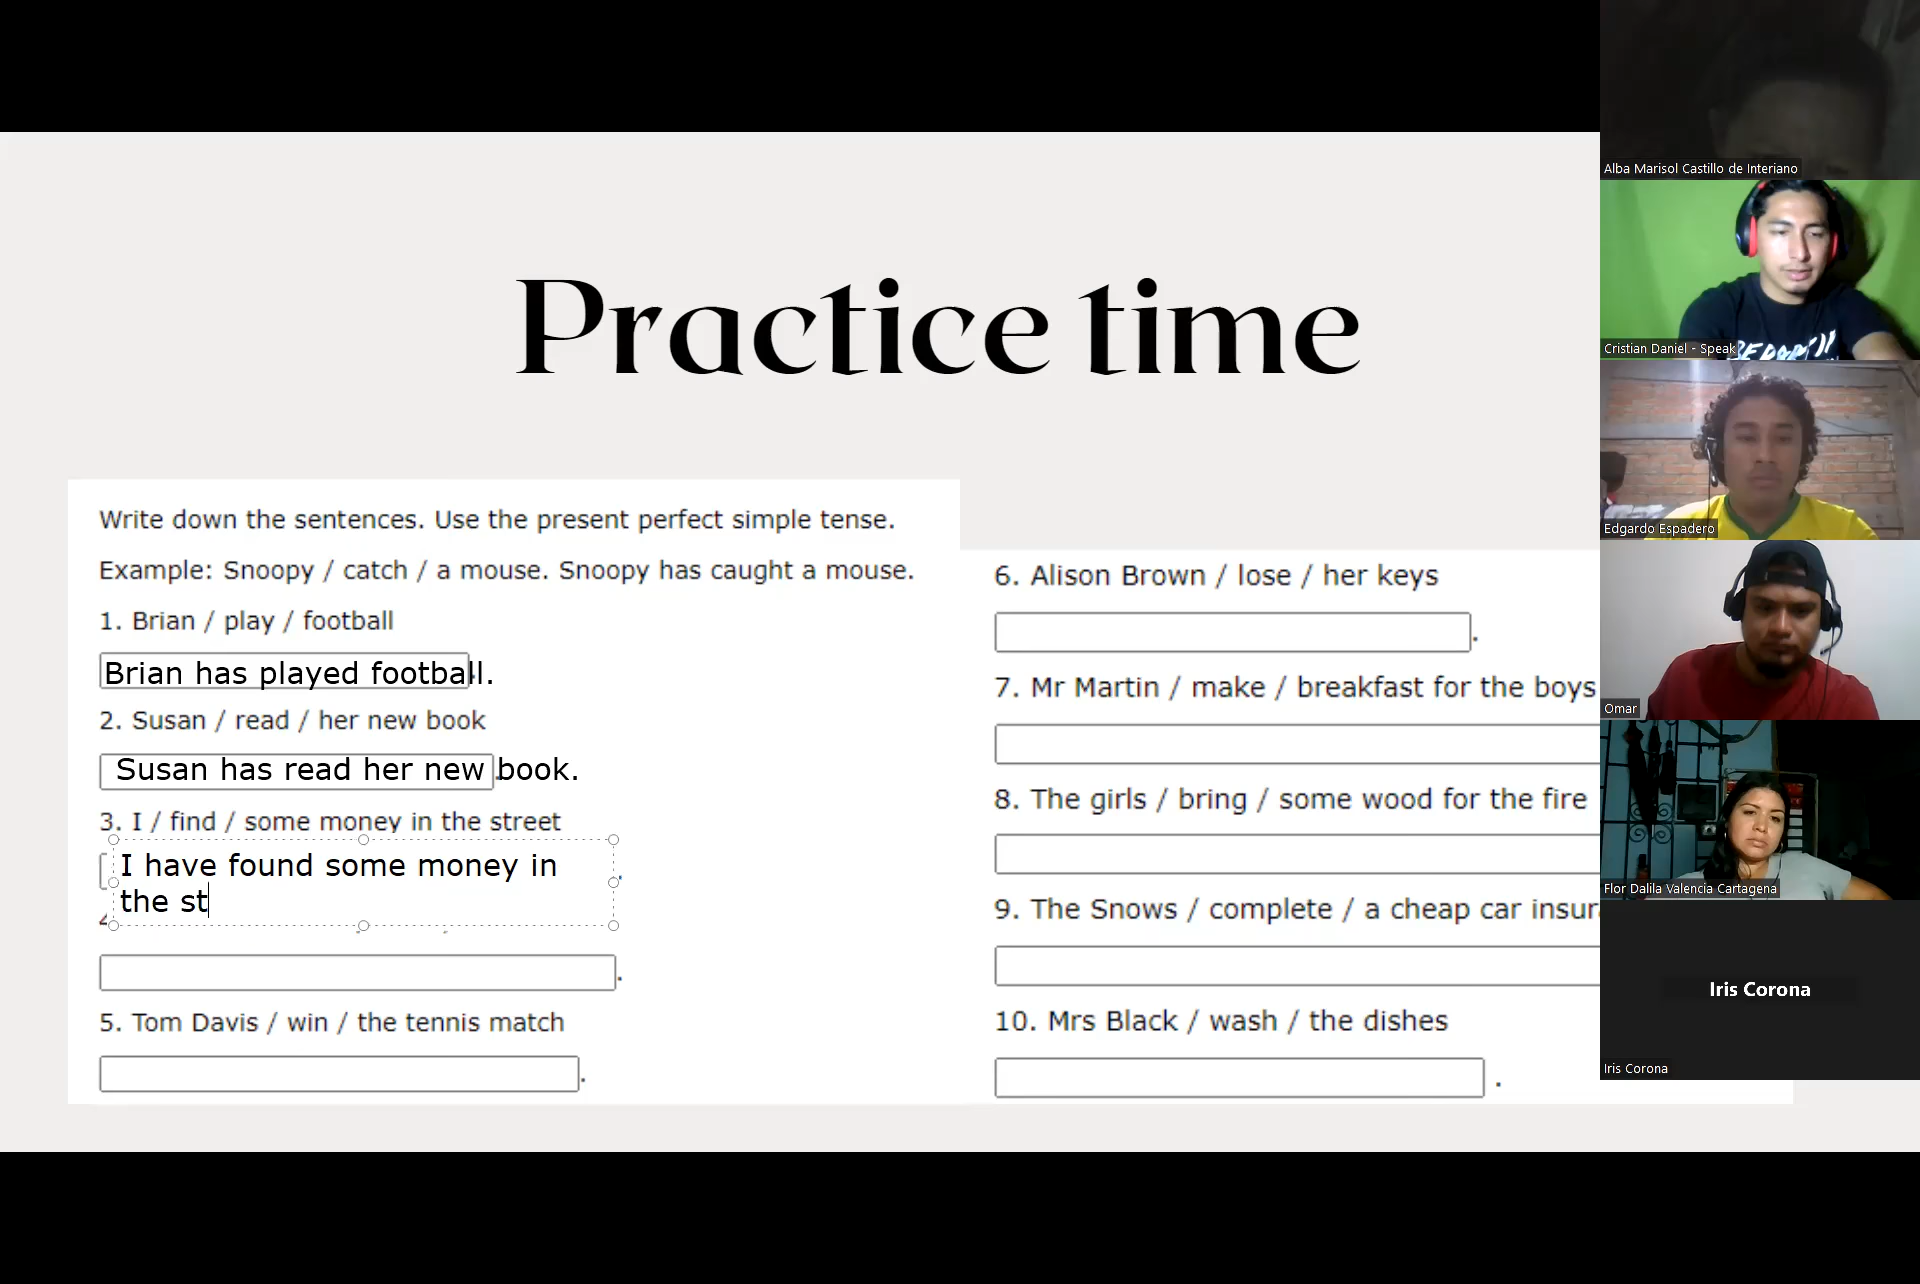 Practice time
Write down the sentences. Use the present perfect simple tense.
Example: Snoopy / catch / a mouse. Snoopy has caught a mouse.
1. Brian / play / football
Brian has played football.
2. Susan / read / her new book
Susan has read her new book.
3. I / find / some money in the street
I have found some money in
the st
5. Tom Davis / win / the tennis match
6. Alison Brown / lose / her keys
7. Mr Martin / make / breakfast for the boys
8. The girls / bring / some wood for the fire
9. The Snows / complete / a cheap car
10. Mrs Black / wash / the dishes
Alba Marisol Castillo de Interiano
Cristian Daniel - Speak
Edgardo Espadero
Omar
Flor Dalila Valencia Cartagena
Iris Corona
Iris Corona